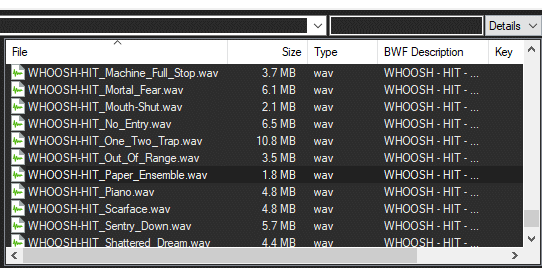 Details
File Size Type BWF Description Key
WHOOSH-HIT_Machine_Full_Stop.wav 3.7 MB wav WHOOSH - HIT - ...
WHOOSH-HIT_Mortal_Fear.wav 6.1 MB wav WHOOSH - HIT - ...
WHOOSH-HIT_Mouth-Shut.wav 2.1 MB wav WHOOSH - HIT - ...
WHOOSH-HIT_No_Entry.wav 6.5 MB wav WHOOSH - HIT - ...
WHOOSH-HIT_One_Two_Trap.wav 10.8 MB wav WHOOSH - HIT - ...
WHOOSH-HIT_Out_Of_Range.wav 3.5 MB wav WHOOSH - HIT - ...
WHOOSH-HIT_Paper_Ensemble.wav 1.8 MB wav WHOOSH - HIT - ...
WHOOSH-HIT_Piano.wav 4.8 MB wav WHOOSH - HIT - ...
WHOOSH-HIT_Scarface.wav 4.8 MB wav WHOOSH - HIT - ...
WHOOSH-HIT_Sentry_Down.wav 5.7 MB wav WHOOSH - HIT - ...
WHOOSH-HIT_Shattered_Dream.wav 4.4 MB wav WHOOSH - HIT - ...